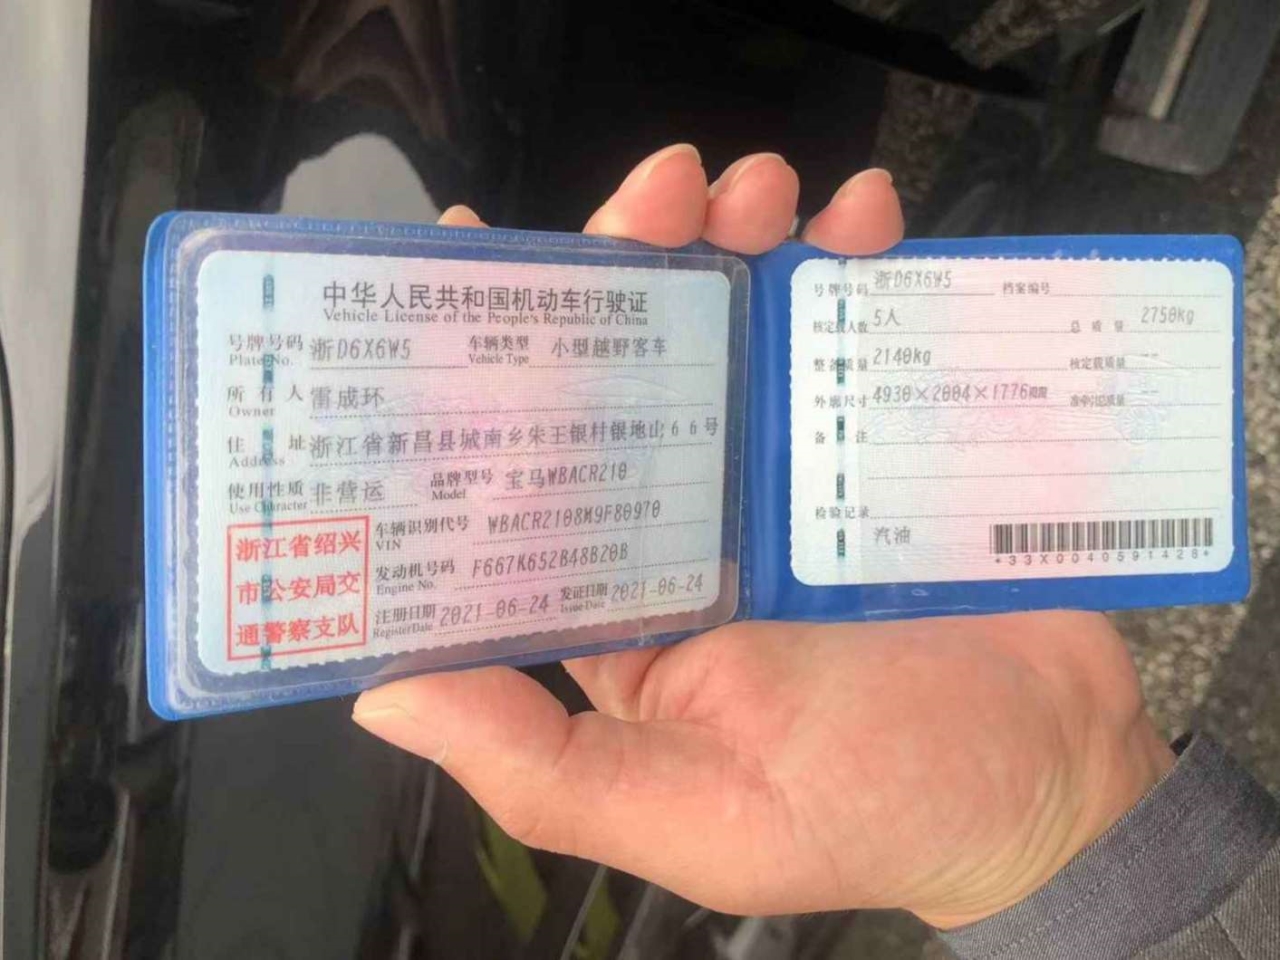 中华人民共和国机动车行驶证
Vehicle License of the People's Republic of China
号牌号码 浙D6X6W5 车辆类型 小型越野客车
Plate No. Vehicle Type
所有人 雷成环
Owner
住址 浙江省新昌县城南乡朱王银村银地山66号
Address
使用性质 非营运 品牌型号 宝马WBACR210
Use Character Model
浙江省绍兴
市公安局交
通警察支队
车辆识别代号 WBACR2108M9F80970
VIN
发动机号码 F667K652B48B20B
Engine No.
注册日期 2021-06-24 发证日期 2021-06-24
Register Date Issue Date
号牌号码 浙D6X6W5 档案编号
核定载人数 5人 总质量 2750kg
整备质量 2140kg 核定载质量 --
外廓尺寸 4930×2004×1776mm 准牵引总质量 --
备注
检验记录
汽油
*33X0040591428*